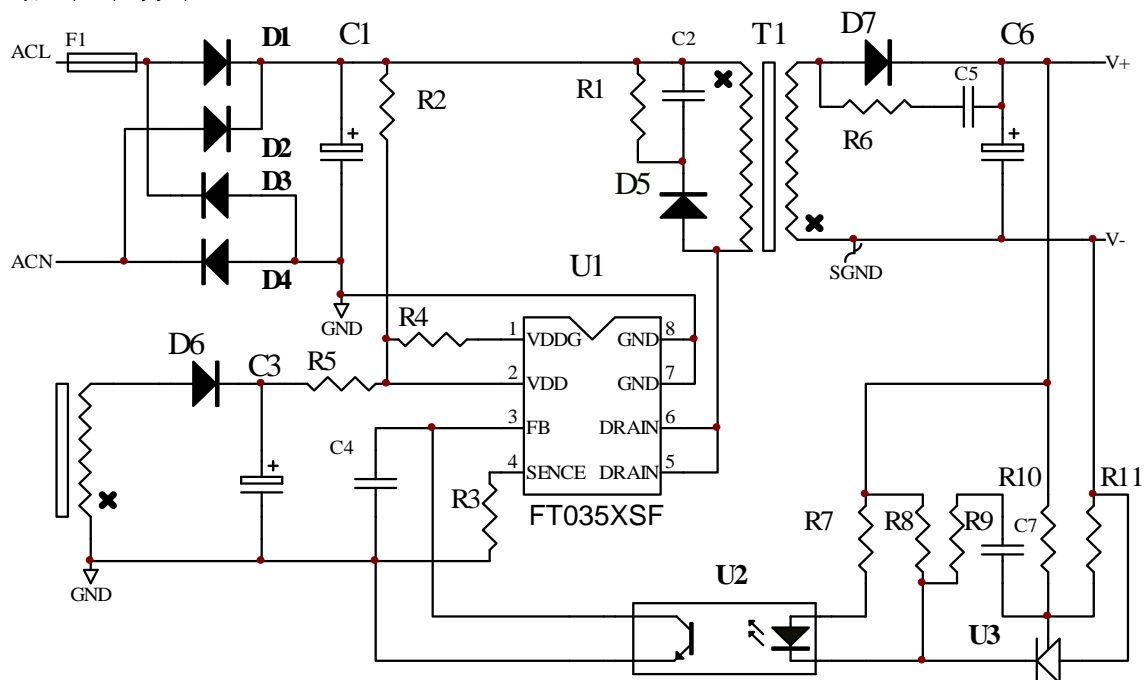 D1
C1
F1
ACL
R2
C2
T1
D7
C6
C5
V+
R1
R6
D2
D3
D5
ACN
D4
U1
SGND
V-
GND
R4
1
VDDG
GND
8
D6
C3
R5
2
VDD
GND
7
3
FB
DRAIN
6
C4
4
SENCE
DRAIN
5
R3
FT035XSF
R7
R8
R9
C7
R10
R11
GND
U2
U3